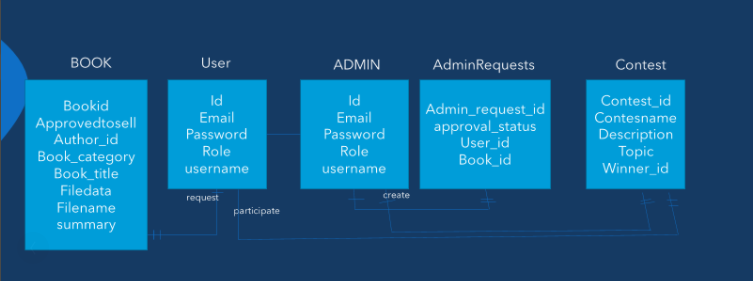 BOOK
Bookid
Approvedtosell
Author_id
Book_category
Book_title
Filedata
Filename
summary
User
Id
Email
Password
Role
username
request
participate
ADMIN
Id
Email
Password
Role
username
create
AdminRequests
Admin_request_id
approval_status
User_id
Book_id
Contest
Contest_id
Contesname
Description
Topic
Winner_id